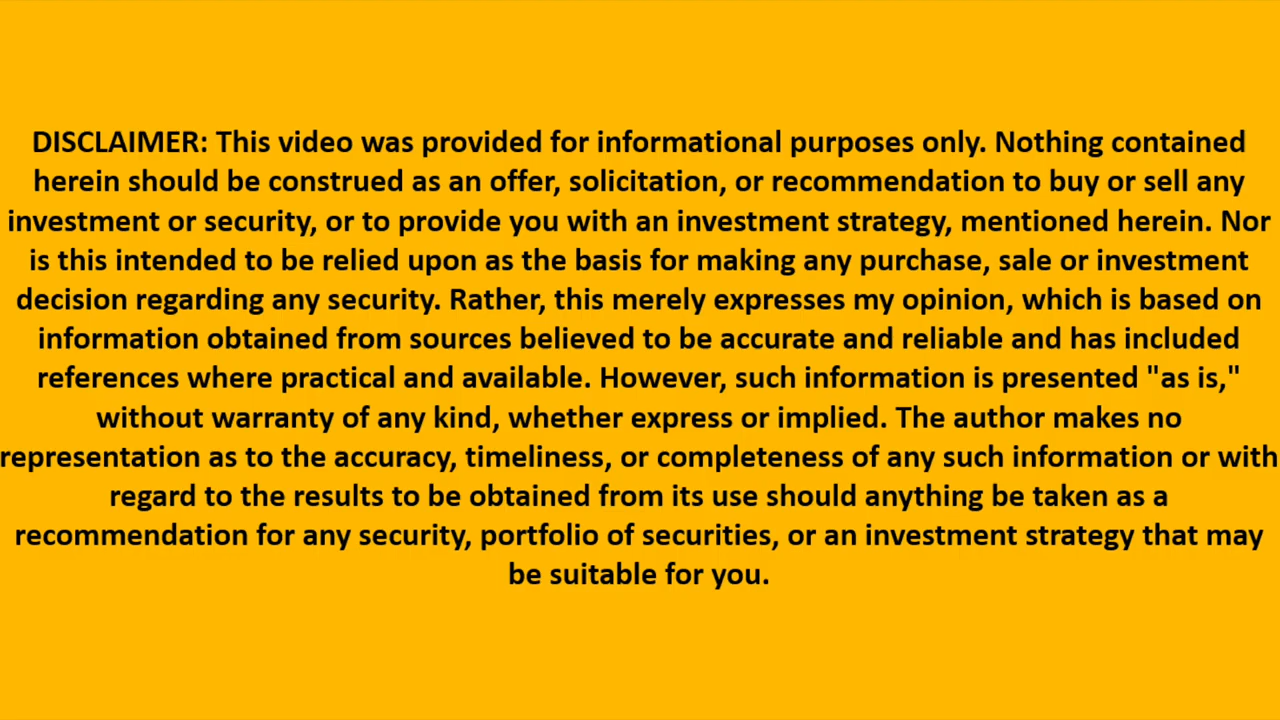 DISCLAIMER: This video was provided for informational purposes only. Nothing contained
herein should be construed as an offer, solicitation, or recommendation to buy or sell any
investment or security, or to provide you with an investment strategy, mentioned herein. Nor
is this intended to be relied upon as the basis for making any purchase, sale or investment
decision regarding any security. Rather, this merely expresses my opinion, which is based on
information obtained from sources believed to be accurate and reliable and has included
references where practical and available. However, such information is presented "as is,"
without warranty of any kind, whether express or implied. The author makes no
representation as to the accuracy, timeliness, or completeness of any such information or with
regard to the results to be obtained from its use should anything be taken as a
recommendation for any security, portfolio of securities, or an investment strategy that may
be suitable for you.